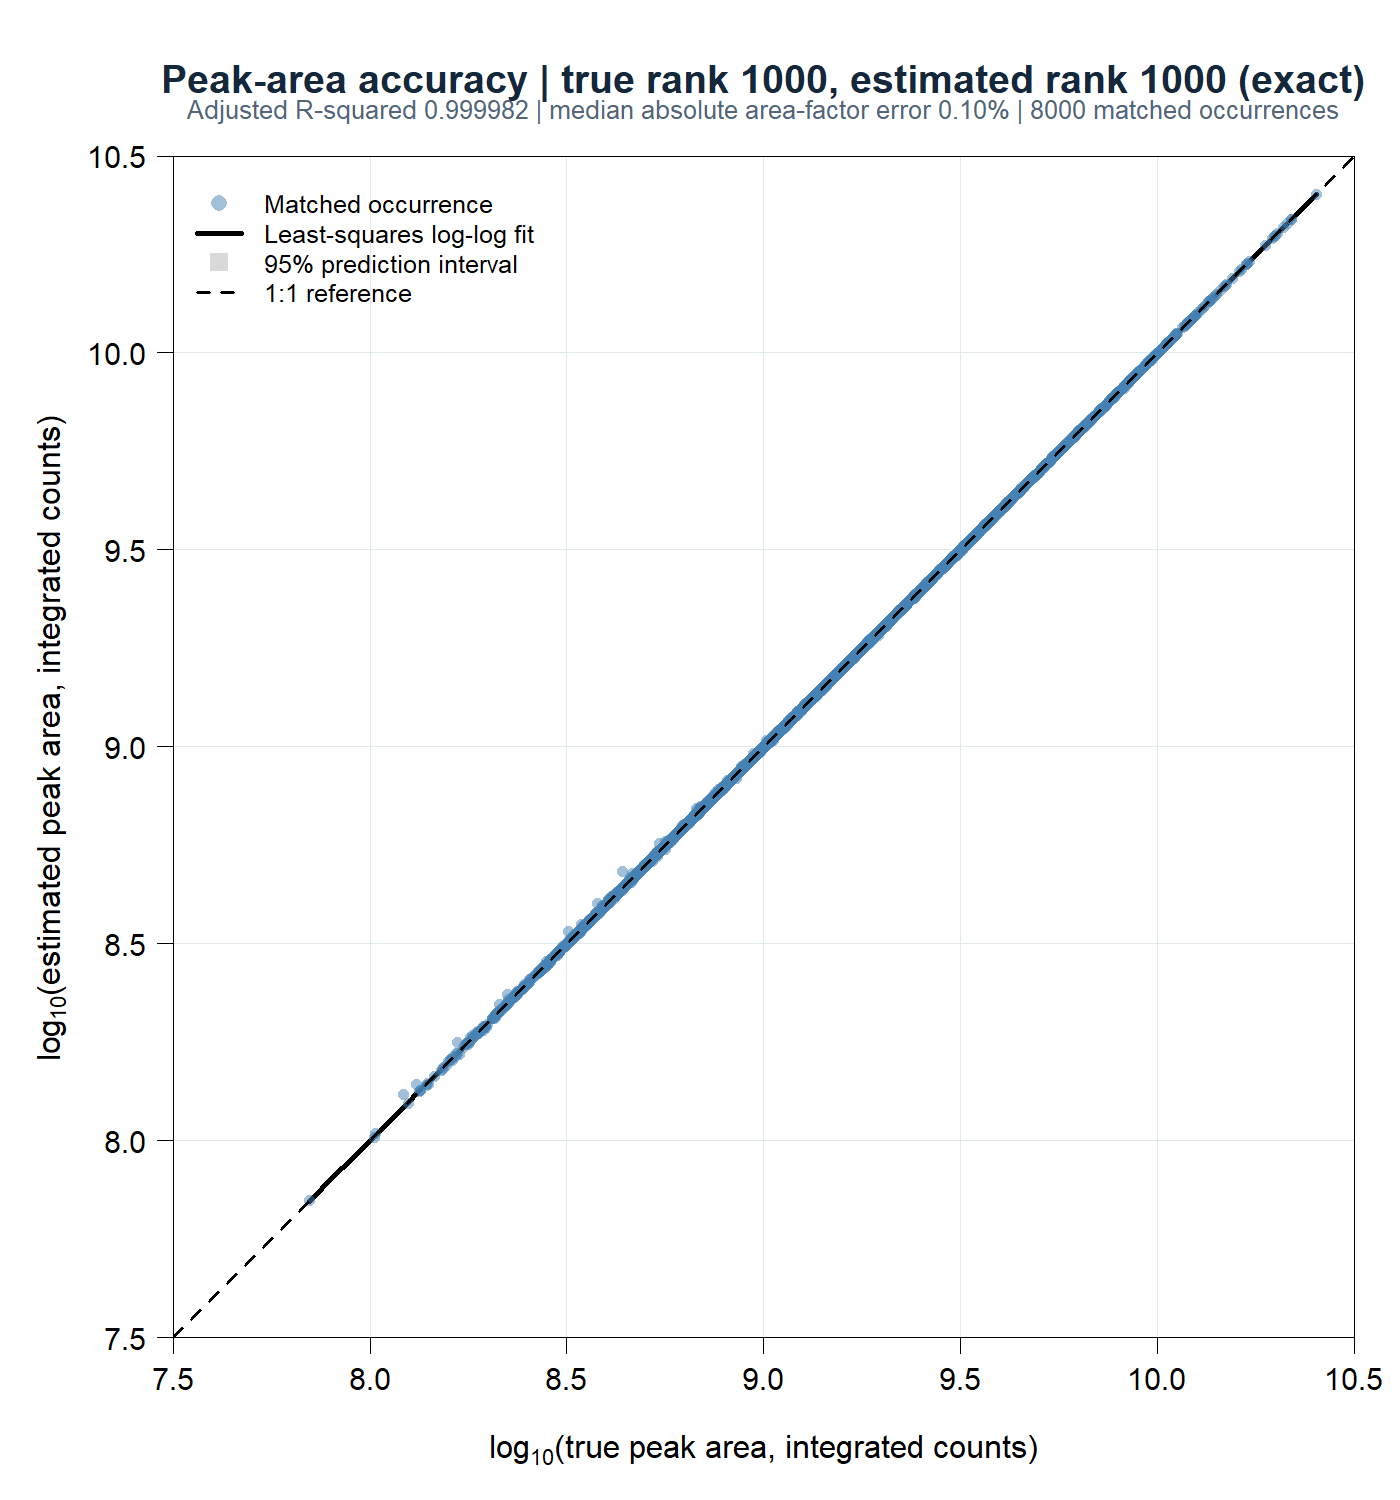 Peak-area accuracy | true rank 1000, estimated rank 1000 (exact)
Adjusted R-squared 0.999982 | median absolute area-factor error 0.10% | 8000 matched occurrences
Matched occurrence
Least-squares log-log fit
95% prediction interval
1:1 reference
log10(estimated peak area, integrated counts)
10.5
10.0
9.5
9.0
8.5
8.0
7.5
7.5 8.0 8.5 9.0 9.5 10.0 10.5
log10(true peak area, integrated counts)